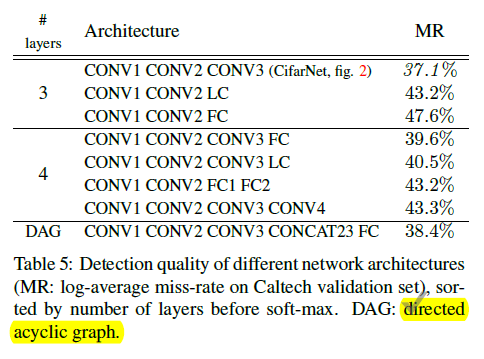 # layers Architecture MR
3
CONV1 CONV2 CONV3 (CifarNet, fig. 2) 37.1%
CONV1 CONV2 LC 43.2%
CONV1 CONV2 FC 47.6%
4
CONV1 CONV2 CONV3 FC 39.6%
CONV1 CONV2 CONV3 LC 40.5%
CONV1 CONV2 FC1 FC2 43.2%
CONV1 CONV2 CONV3 CONV4 43.3%
DAG CONV1 CONV2 CONV3 CONCAT23 FC 38.4%
Table 5: Detection quality of different network architectures
(MR: log-average miss-rate on Caltech validation set), sor-
ted by number of layers before soft-max. DAG: directed
acyclic graph.